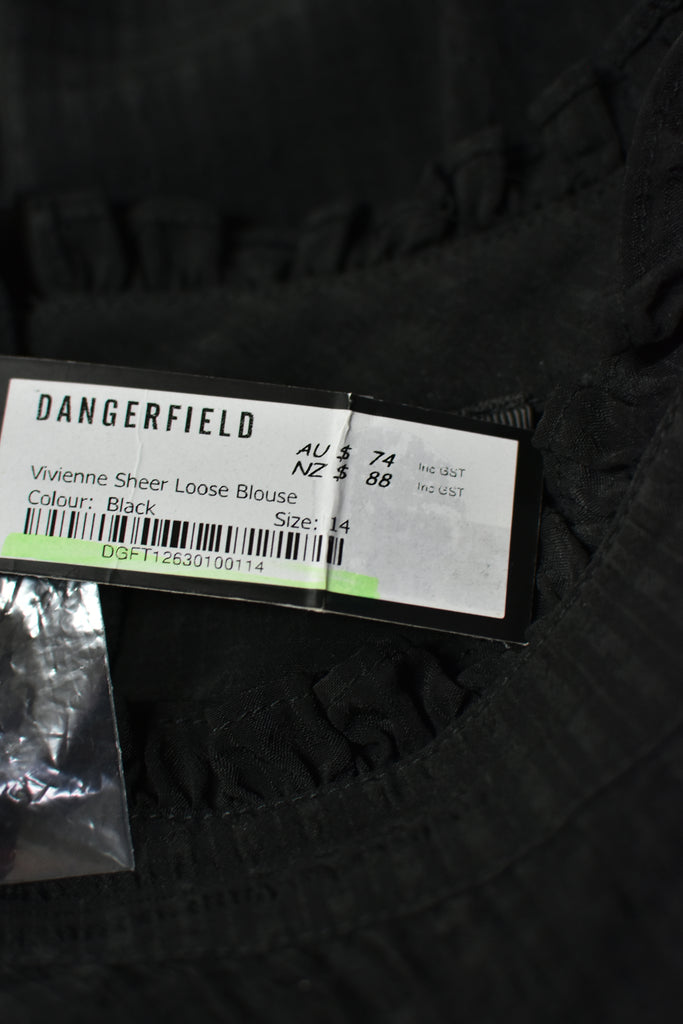 DANGERFIELD
AU $ 74 Inc GST
NZ $ 88 Inc GST
Vivienne Sheer Loose Blouse
Colour: Black Size: 14
DGFT12630100114